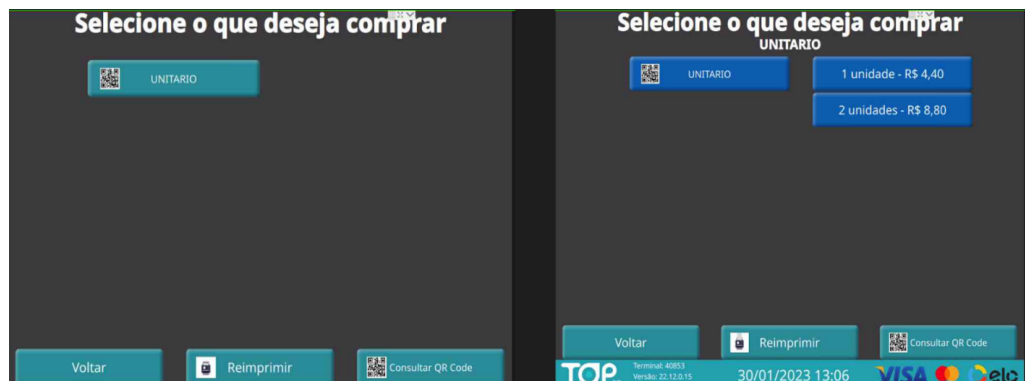 Selecione o que deseja comprar
UNITARIO
Voltar
Reimprimir
Consultar QR Code
Selecione o que deseja comprar
UNITARIO
UNITARIO
1 unidade - R$ 4,40
2 unidades - R$ 8,80
Voltar
Reimprimir
Consultar QR Code
TOP
Terminal: 40853
Versão: 22.12.0.15
30/01/2023 13:06
VISA
elo